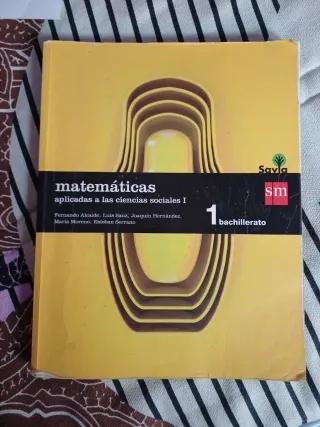 Savia
sm
matemáticas
aplicadas a las ciencias sociales I
Fernando Alcaide, Luis Sanz, Joaquín Hernández,
María Moreno, Esteban Serrano
1 bachillerato